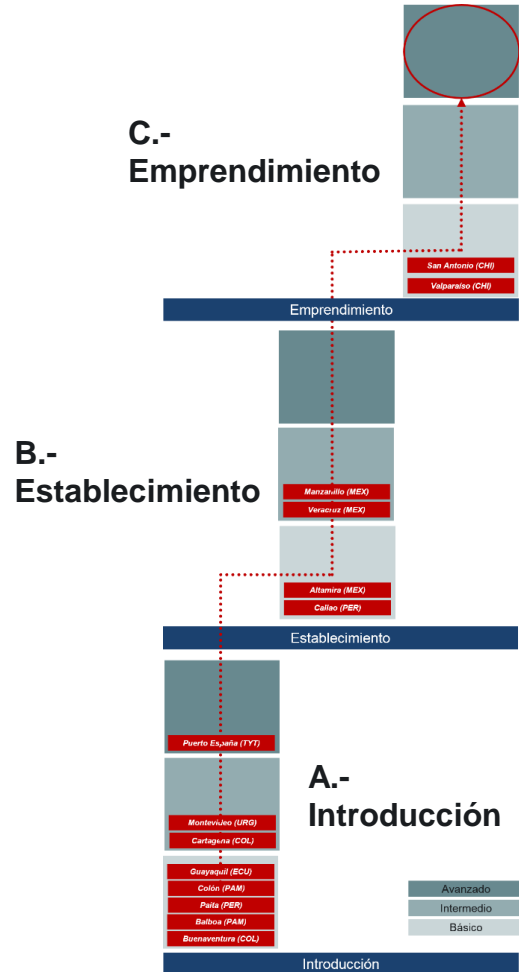 C.-
Emprendimiento
San Antonio (CHI)
Valparaíso (CHI)
Emprendimiento
B.-
Establecimiento
Manzanillo (MEX)
Veracruz (MEX)
Altamira (MEX)
Callao (PER)
Establecimiento
Puerto España (TYT)
A.-
Introducción
Montevideo (URG)
Cartagena (COL)
Guayaquil (ECU)
Colón (PAM)
Paita (PER)
Balboa (PAM)
Buenaventura (COL)
Avanzado
Intermedio
Básico
Introducción